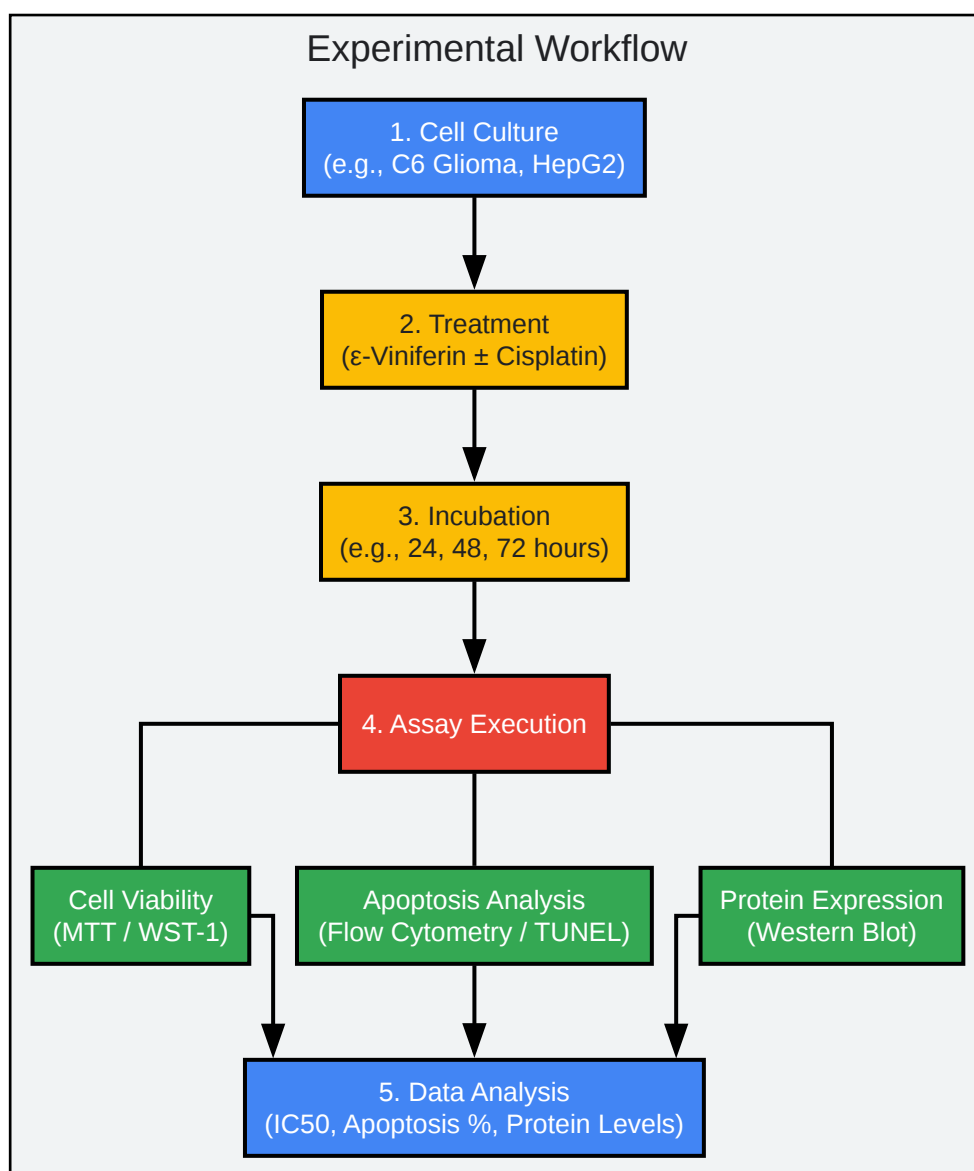 Experimental Workflow
1. Cell Culture
(e.g., C6 Glioma, HepG2)
2. Treatment
(ε-Viniferin ± Cisplatin)
3. Incubation
(e.g., 24, 48, 72 hours)
4. Assay Execution
Cell Viability
(MTT / WST-1)
Apoptosis Analysis
(Flow Cytometry / TUNEL)
Protein Expression
(Western Blot)
5. Data Analysis
(IC50, Apoptosis %, Protein Levels)